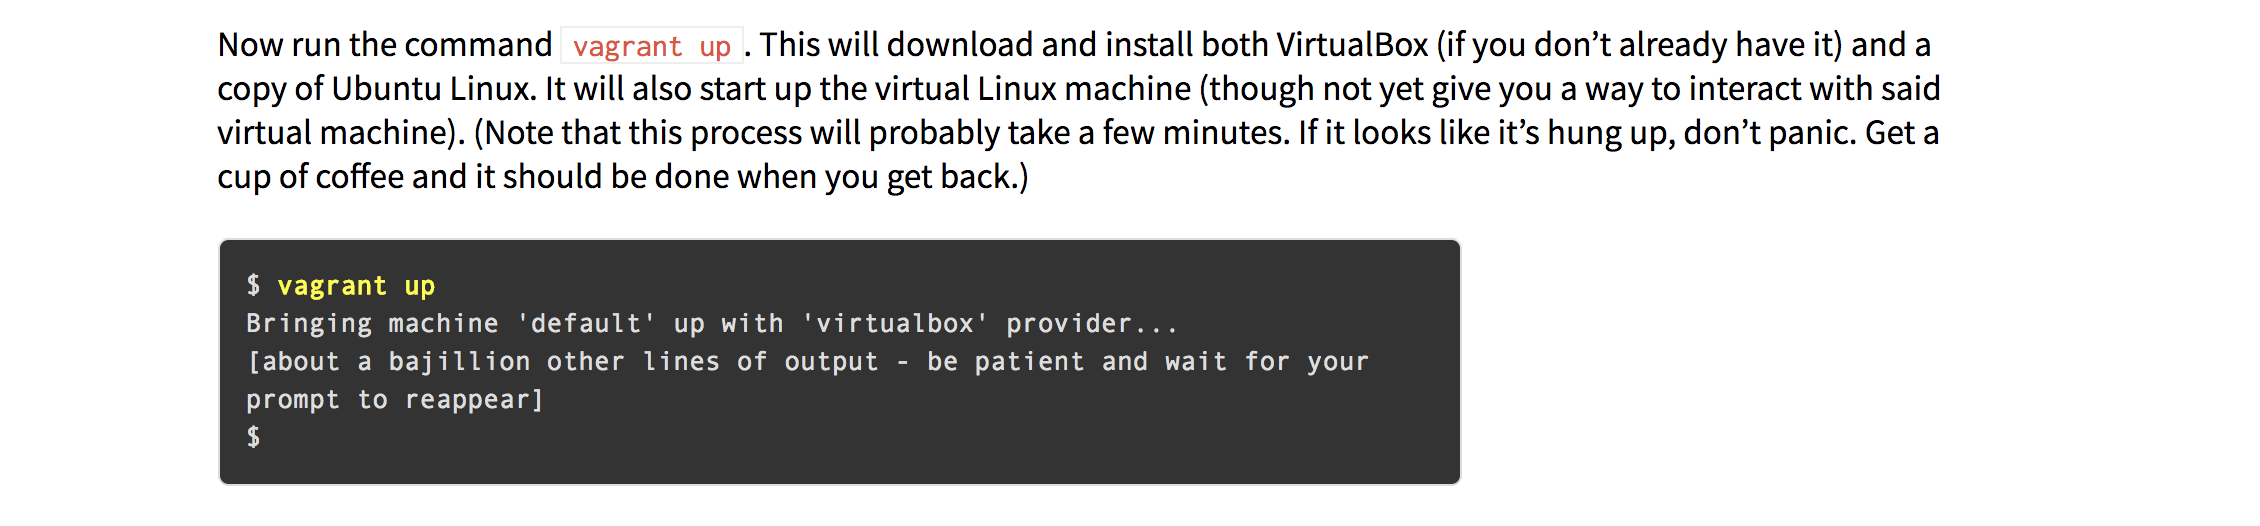 Now run the command vagrant up. This will download and install both VirtualBox (if you don’t already have it) and a
copy of Ubuntu Linux. It will also start up the virtual Linux machine (though not yet give you a way to interact with said
virtual machine). (Note that this process will probably take a few minutes. If it looks like it’s hung up, don’t panic. Get a
cup of coffee and it should be done when you get back.)
$ vagrant up
Bringing machine 'default' up with 'virtualbox' provider...
[about a bajillion other lines of output - be patient and wait for your
prompt to reappear]
$